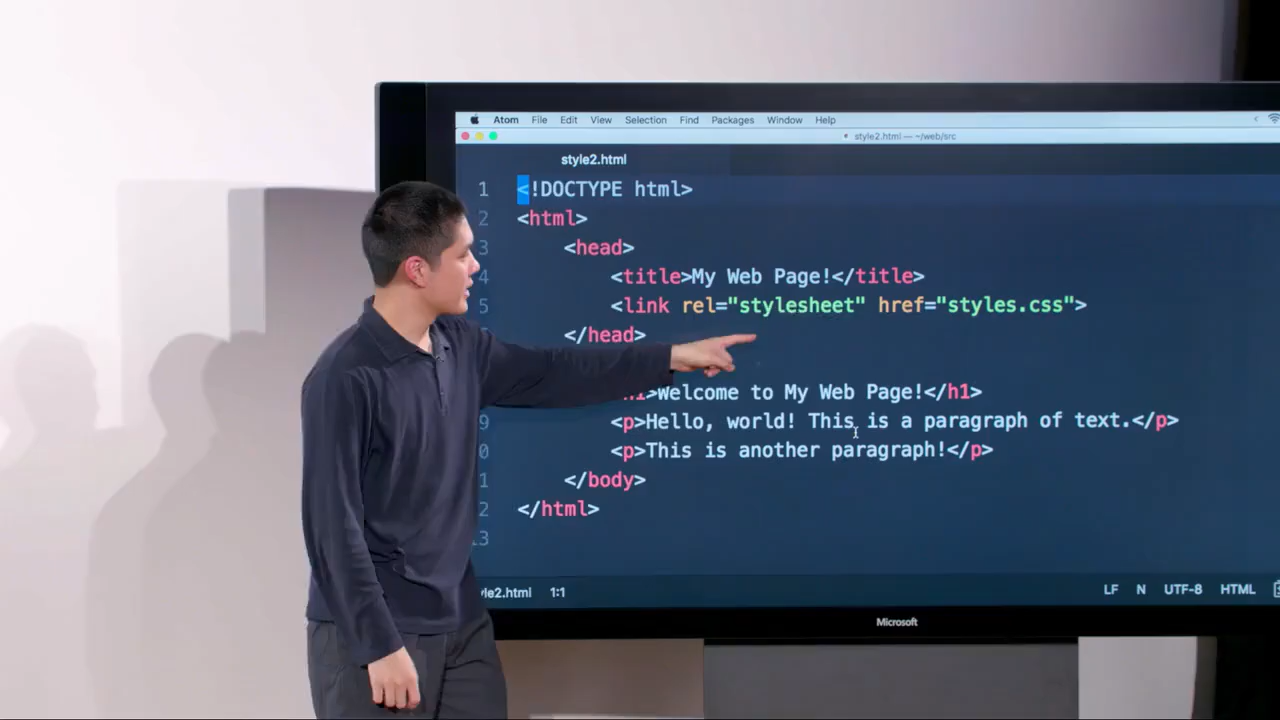 Atom File Edit View Selection Find Packages Window Help
style2.html — ~/web/src
style2.html
1 <!DOCTYPE html>
2 <html>
3 <head>
4 <title>My Web Page!</title>
5 <link rel="stylesheet" href="styles.css">
</head>
>Welcome to My Web Page!</h1>
9 <p>Hello, world! This is a paragraph of text.</p>
0 <p>This is another paragraph!</p>
1 </body>
2 </html>
13
yle2.html 1:1 LF N UTF-8 HTML
Microsoft